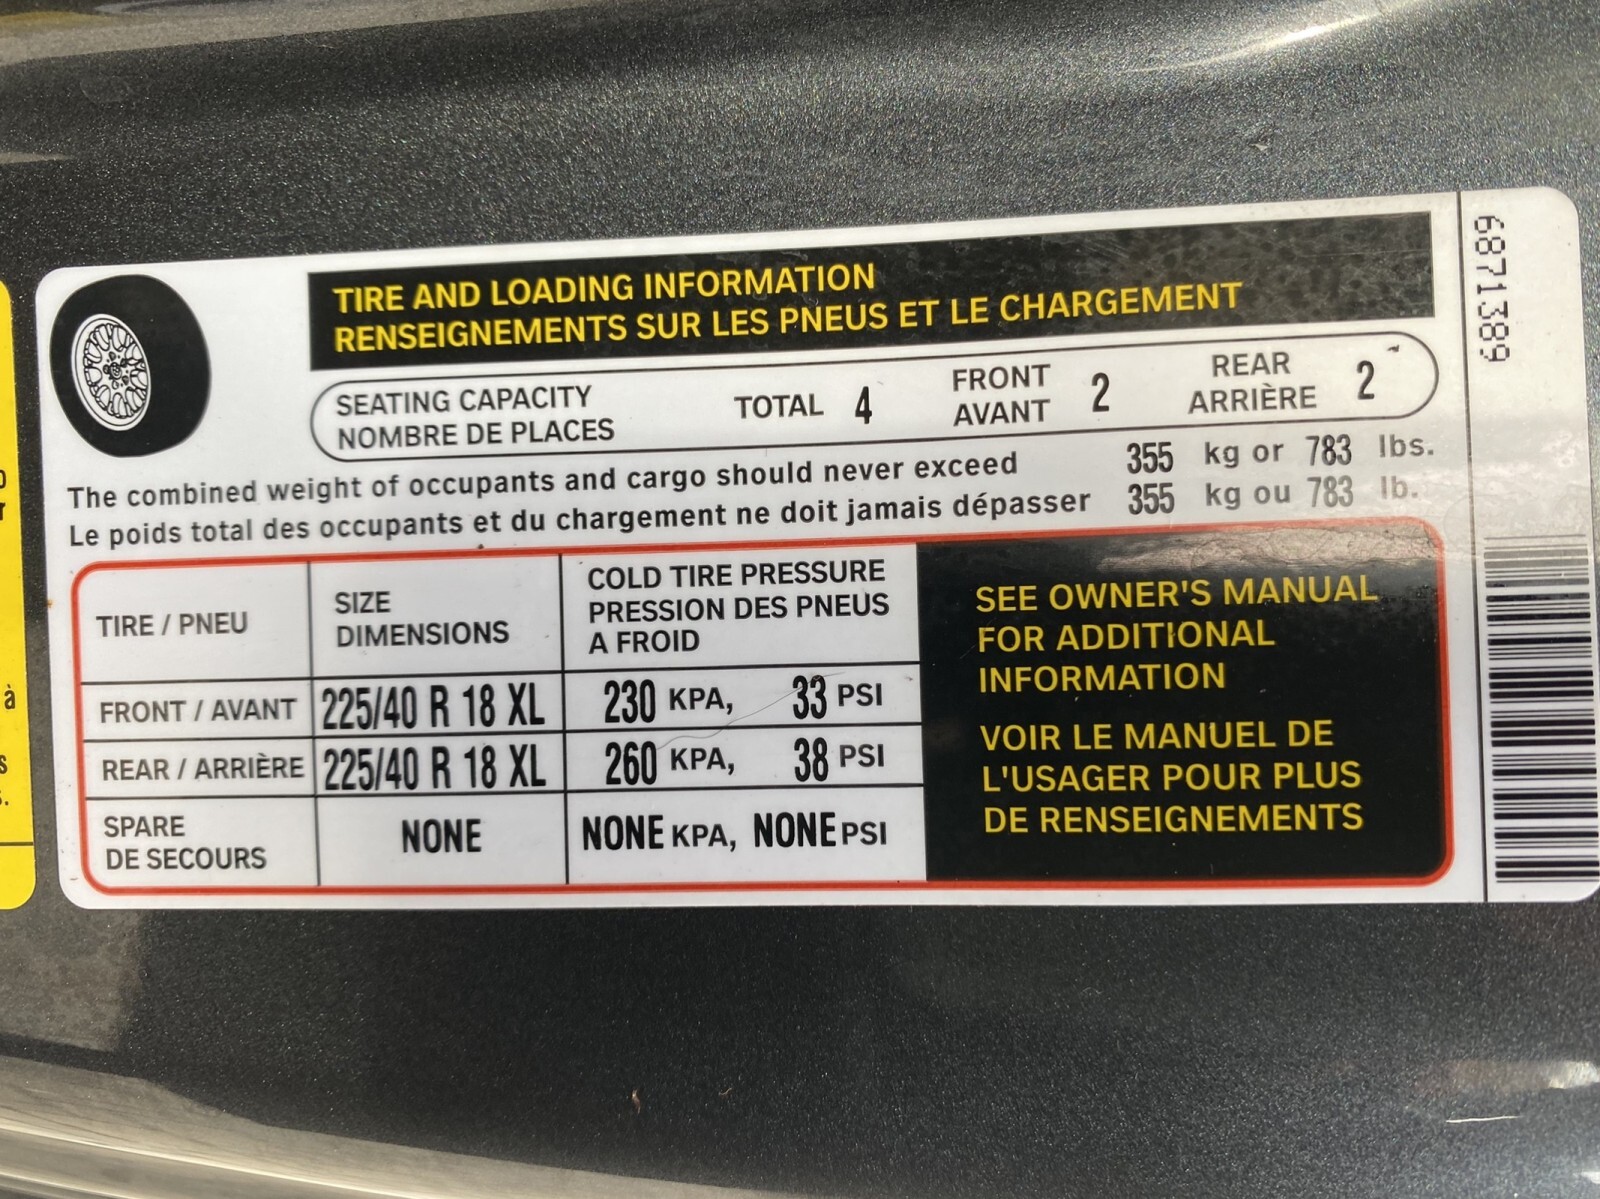 TIRE AND LOADING INFORMATION
RENSEIGNEMENTS SUR LES PNEUS ET LE CHARGEMENT
SEATING CAPACITY
NOMBRE DE PLACES
TOTAL 4
FRONT
AVANT
2
REAR
ARRIÈRE
2
The combined weight of occupants and cargo should never exceed 355 kg or 783 lbs.
Le poids total des occupants et du chargement ne doit jamais dépasser 355 kg ou 783 lb.
TIRE / PNEU
SIZE
DIMENSIONS
COLD TIRE PRESSURE
PRESSION DES PNEUS
A FROID
FRONT / AVANT 225/40 R 18 XL 230 KPA, 33 PSI
REAR / ARRIÈRE 225/40 R 18 XL 260 KPA, 38 PSI
SPARE
DE SECOURS
NONE NONE KPA, NONE PSI
SEE OWNER'S MANUAL
FOR ADDITIONAL
INFORMATION
VOIR LE MANUEL DE
L'USAGER POUR PLUS
DE RENSEIGNEMENTS
6871389
à